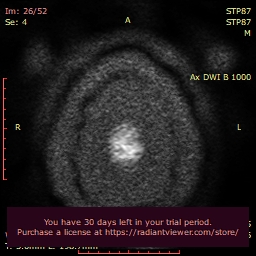 Im: 26/52
Se: 4
A
STP87
STP87
M
Ax DWI B 1000
R
L
You have 30 days left in your trial period.
Purchase a license at https://radiantviewer.com/store/